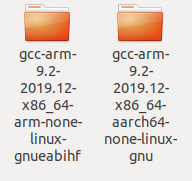 gcc-arm-
9.2-
2019.12-
x86_64-
arm-none-
linux-
gnueabihf
gcc-arm-
9.2-
2019.12-
x86_64-
aarch64-
none-linux-
gnu